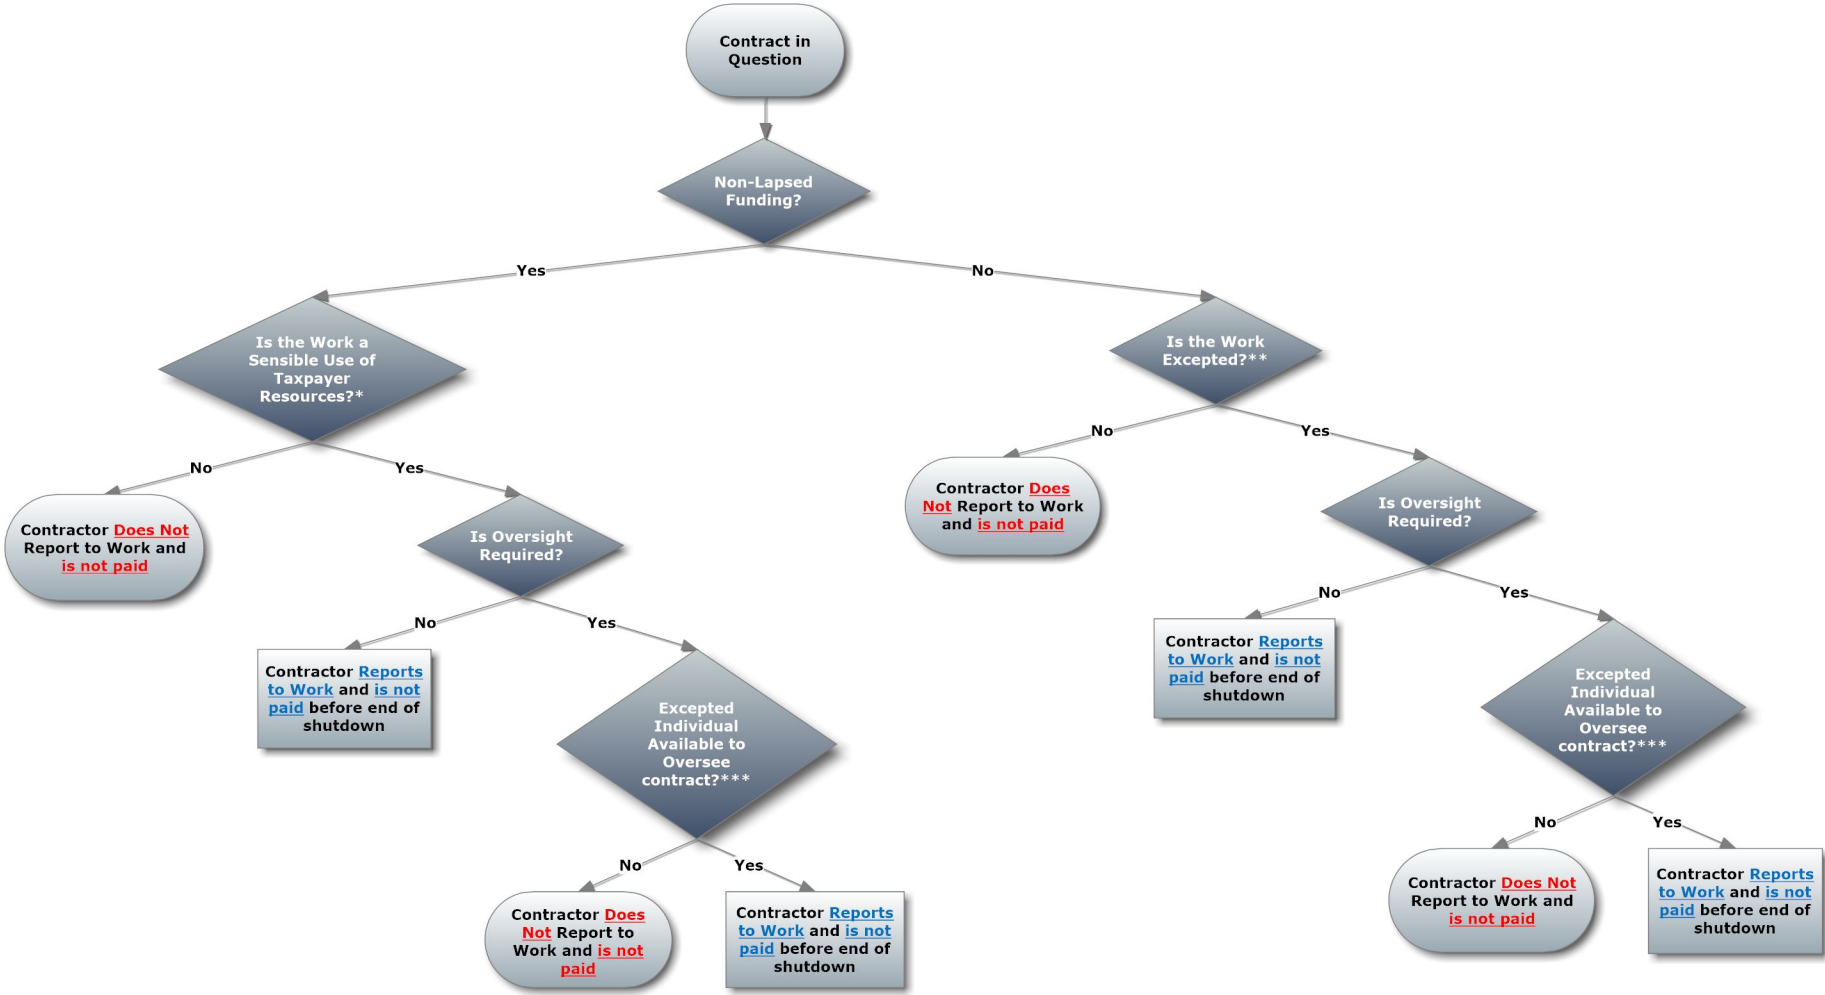 Contract in
Question
Non-Lapsed
Funding?
Yes
No
Is the Work a
Sensible Use of
Taxpayer
Resources?*
Is the Work
Excepted?**
No
Yes
No
Yes
Contractor Does Not
Report to Work and
is not paid
Is Oversight
Required?
Contractor Does
Not Report to Work
and is not paid
Is Oversight
Required?
No
Yes
No
Yes
Contractor Reports
to Work and is not
paid before end of
shutdown
Excepted
Individual
Available to
Oversee
contract?***
Contractor Reports
to Work and is not
paid before end of
shutdown
Excepted
Individual
Available to
Oversee
contract?***
No
Yes
No
Yes
Contractor Does
Not Report to
Work and is not
paid
Contractor Reports
to Work and is not
paid before end of
shutdown
Contractor Does Not
Report to Work and
is not paid
Contractor Reports
to Work and is not
paid before end of
shutdown